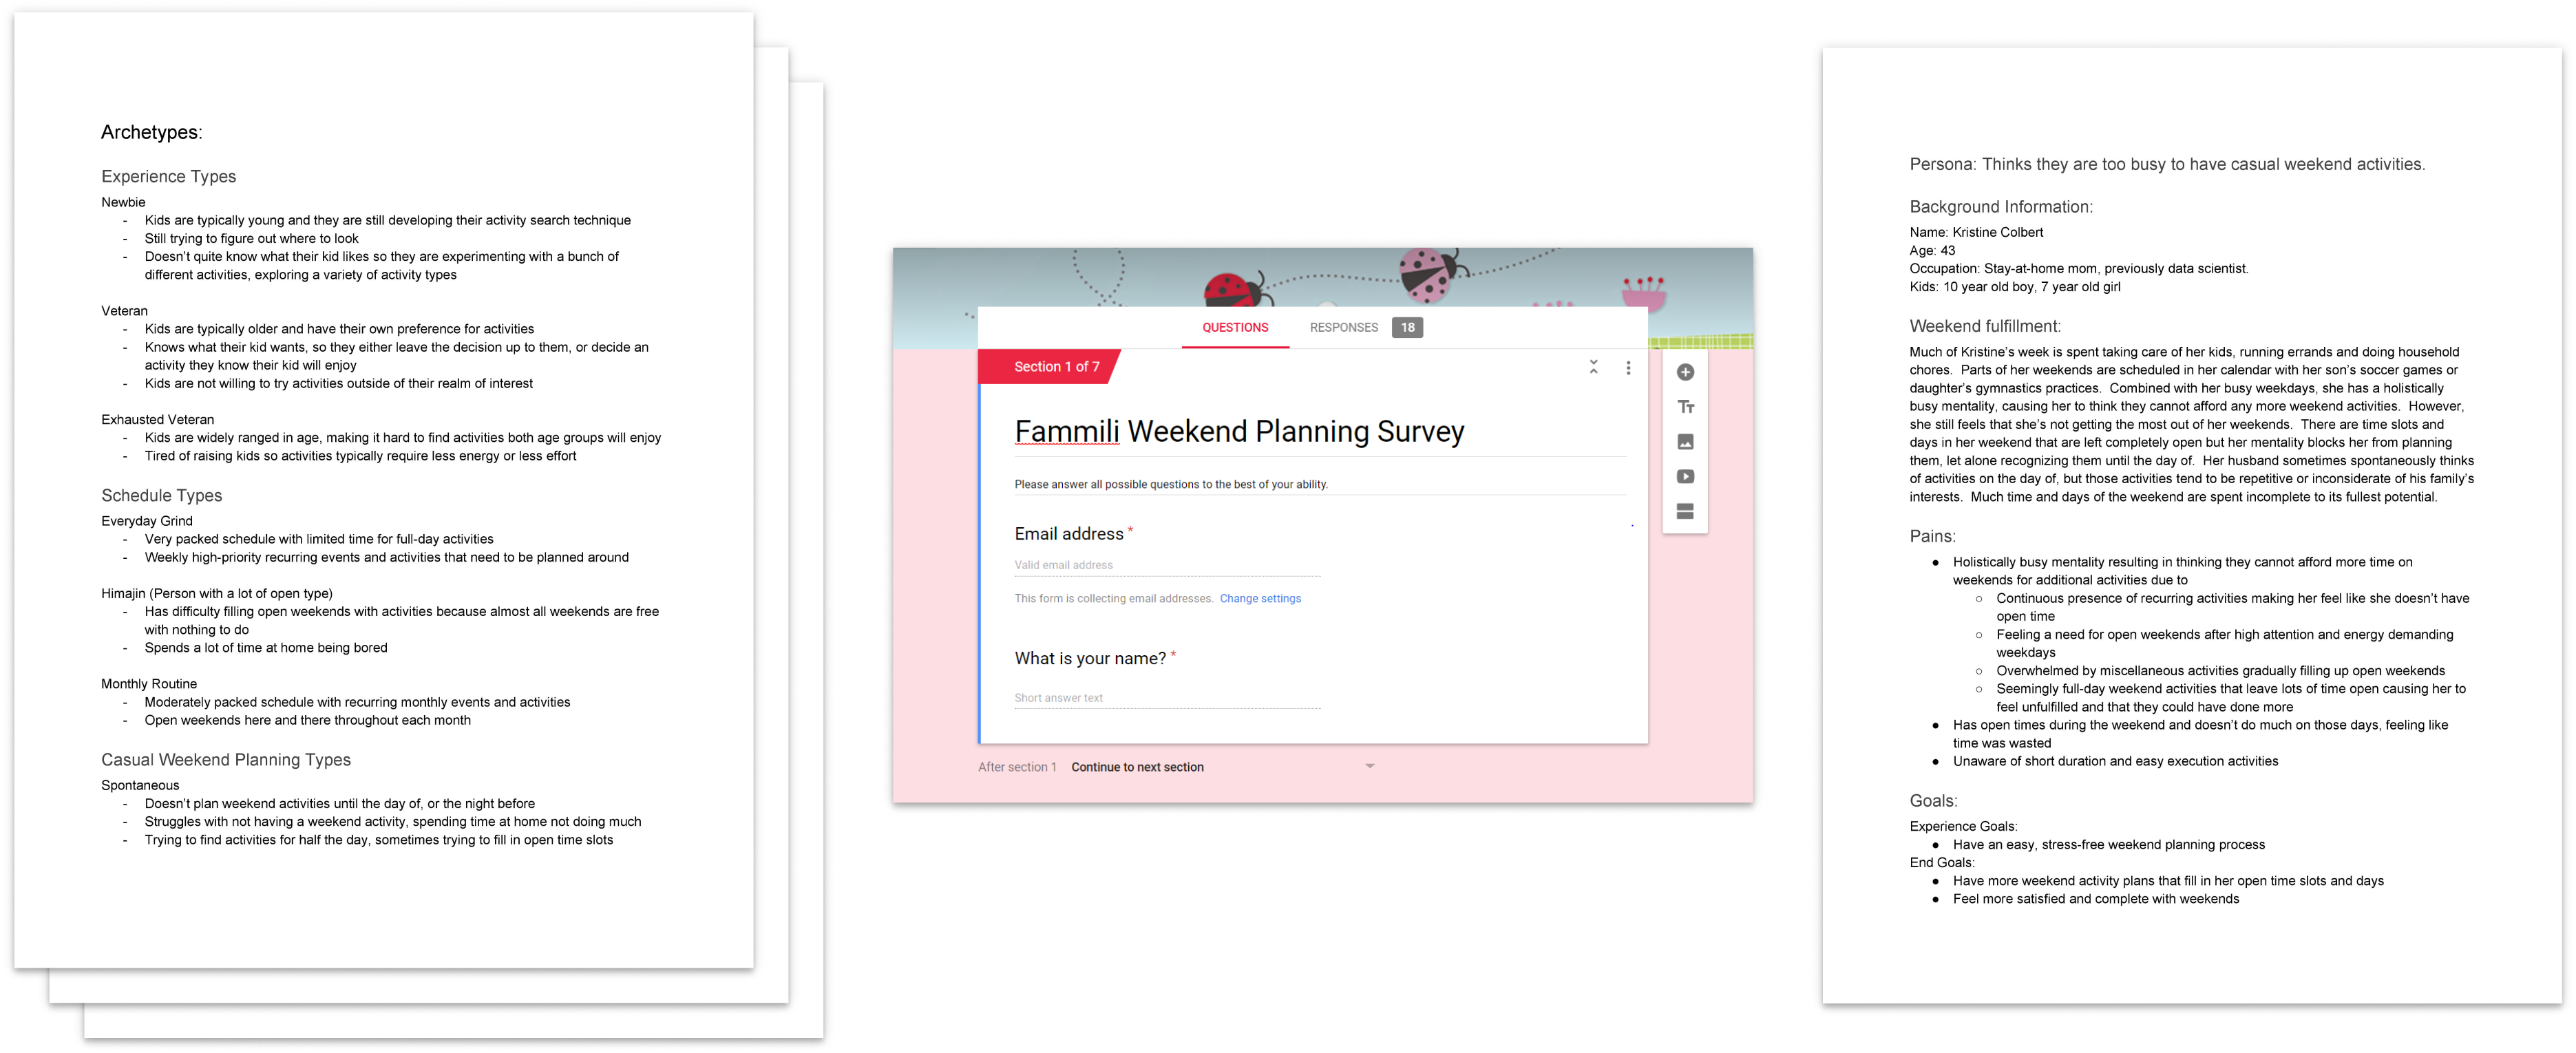 Archetypes:
Experience Types
Newbie
- Kids are typically young and they are still developing their activity search technique
- Still trying to figure out where to look
- Doesn't quite know what their kid likes so they are experimenting with a bunch of
different activities, exploring a variety of activity types
Veteran
- Kids are typically older and have their own preference for activities
- Knows what their kid wants, so they either leave the decision up to them, or decide an
activity they know their kid will enjoy
- Kids are not willing to try activities outside of their realm of interest
Exhausted Veteran
- Kids are widely ranged in age, making it hard to find activities both age groups will enjoy
- Tired of raising kids so activities typically require less energy or less effort
Schedule Types
Everyday Grind
- Very packed schedule with limited time for full-day activities
- Weekly high-priority recurring events and activities that need to be planned around
Himajin (Person with a lot of open type)
- Has difficulty filling open weekends with activities because almost all weekends are free
with nothing to do
- Spends a lot of time at home being bored
Monthly Routine
- Moderately packed schedule with recurring monthly events and activities
- Open weekends here and there throughout each month
Casual Weekend Planning Types
Spontaneous
- Doesn't plan weekend activities until the day of, or the night before
- Struggles with not having a weekend activity, spending time at home not doing much
- Trying to find activities for half the day, sometimes trying to fill in open time slots
QUESTIONS RESPONSES 18
Section 1 of 7
Fammili Weekend Planning Survey
Please answer all possible questions to the best of your ability.
Email address *
Valid email address
This form is collecting email addresses. Change settings
What is your name? *
Short answer text
After section 1 Continue to next section
Persona: Thinks they are too busy to have casual weekend activities.
Background Information:
Name: Kristine Colbert
Age: 43
Occupation: Stay-at-home mom, previously data scientist.
Kids: 10 year old boy, 7 year old girl
Weekend fulfillment:
Much of Kristine's week is spent taking care of her kids, running errands and doing household
chores. Parts of her weekends are scheduled in her calendar with her son's soccer games or
daughter's gymnastics practices. Combined with her busy weekdays, she has a holistically
busy mentality, causing her to think they cannot afford any more weekend activities. However,
she still feels that she's not getting the most out of her weekends. There are time slots and
days in her weekend that are left completely open but her mentality blocks her from planning
them, let alone recognizing them until the day of. Her husband sometimes spontaneously thinks
of activities on the day of, but those activities tend to be repetitive or inconsiderate of his family's
interests. Much time and days of the weekend are spent incomplete to its fullest potential.
Pains:
● Holistically busy mentality resulting in thinking they cannot afford more time on
weekends for additional activities due to
○ Continuous presence of recurring activities making her feel like she doesn't have
open time
○ Feeling a need for open weekends after high attention and energy demanding
weekdays
○ Overwhelmed by miscellaneous activities gradually filling up open weekends
○ Seemingly full-day weekend activities that leave lots of time open causing her to
feel unfulfilled and that they could have done more
● Has open times during the weekend and doesn't do much on those days, feeling like
time was wasted
● Unaware of short duration and easy execution activities
Goals:
Experience Goals:
● Have an easy, stress-free weekend planning process
End Goals:
● Have more weekend activity plans that fill in her open time slots and days
● Feel more satisfied and complete with weekends